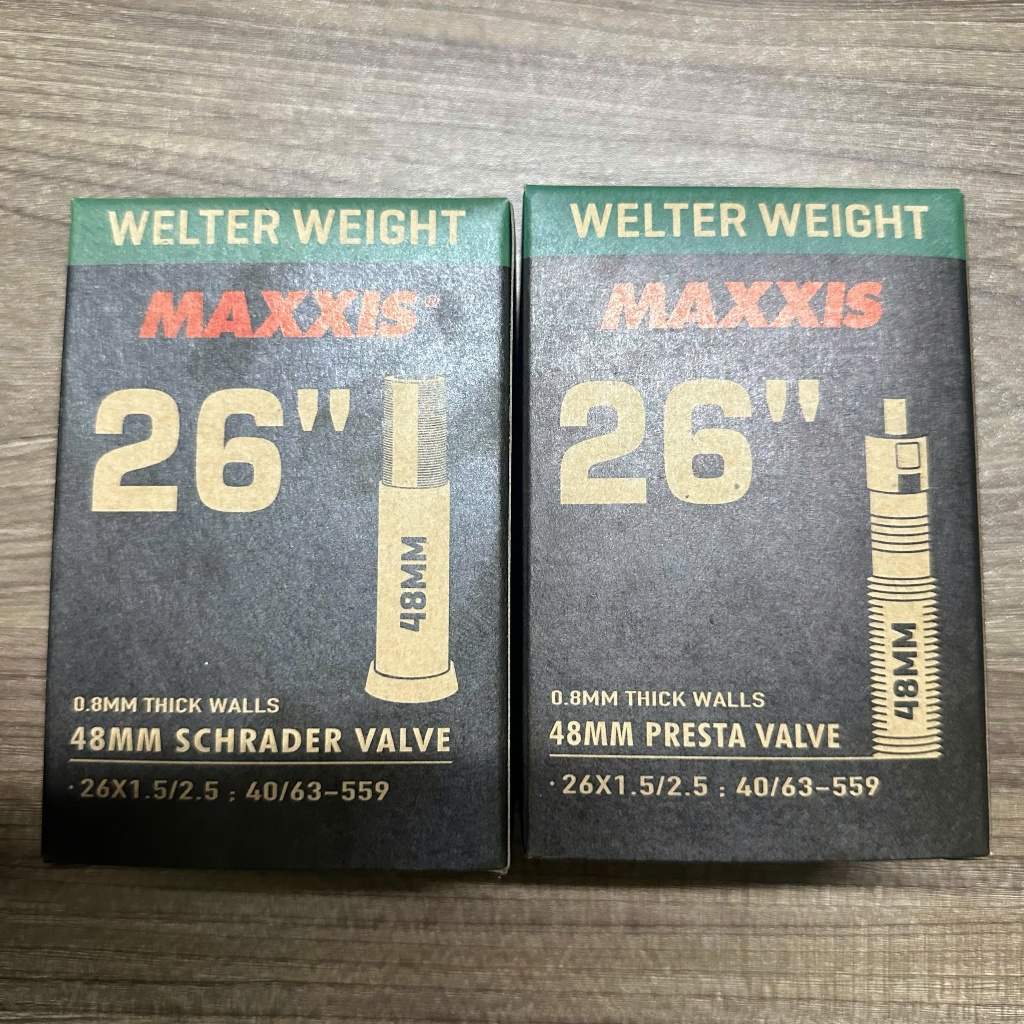 WELTER WEIGHT
MAXXIS®
26"
48MM
0.8MM THICK WALLS
48MM SCHRADER VALVE
·26X1.5/2.5 ; 40/63–559
WELTER WEIGHT
MAXXIS
26"
48MM
0.8MM THICK WALLS
48MM PRESTA VALVE
·26X1.5/2.5 : 40/63–559